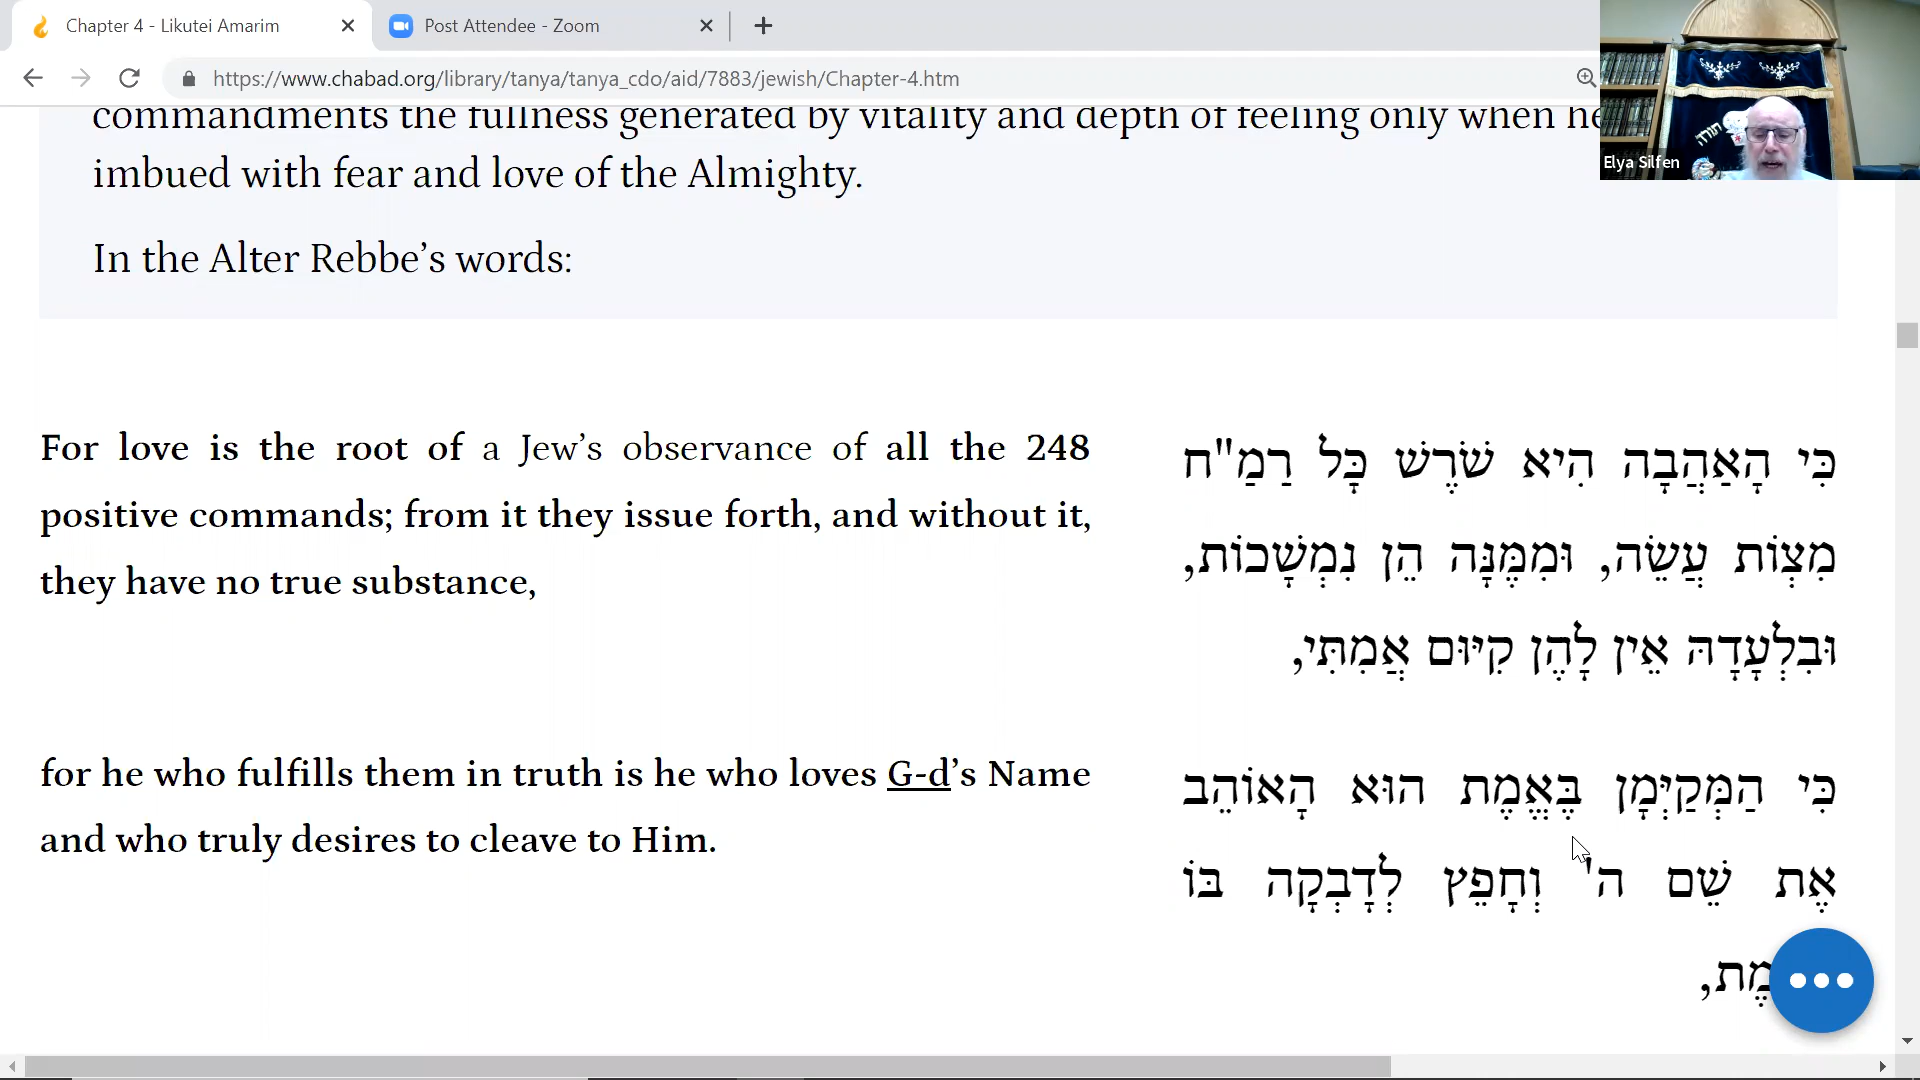 Chapter 4 - Likutei Amarim
Post Attendee - Zoom
https://www.chabad.org/library/tanya/tanya_cdo/aid/7883/jewish/Chapter-4.htm
Elya Silfen
commandments the fullness generated by vitality and depth of feeling only when he
imbued with fear and love of the Almighty.
In the Alter Rebbe’s words:
For love is the root of a Jew’s observance of all the 248
positive commands; from it they issue forth, and without it,
they have no true substance,
כִּי הָאַהֲבָה הִיא שֹׁרֶשׁ כָּל רַמַ"ח
מִצְוֹת עֲשֵׂה, וּמִמֶּנָּה הֵן נִמְשָׁכוֹת,
וּבִלְעָדָהּ אֵין לָהֶן קִיּוּם אֲמִתִּי,
for he who fulfills them in truth is he who loves G-d’s Name
and who truly desires to cleave to Him.
כִּי הַמְקַיְּמָן בֶּאֱמֶת הוּא הָאוֹהֵב
אֶת שֵׁם ה' וְחָפֵץ לְדָבְקָה בּוֹ